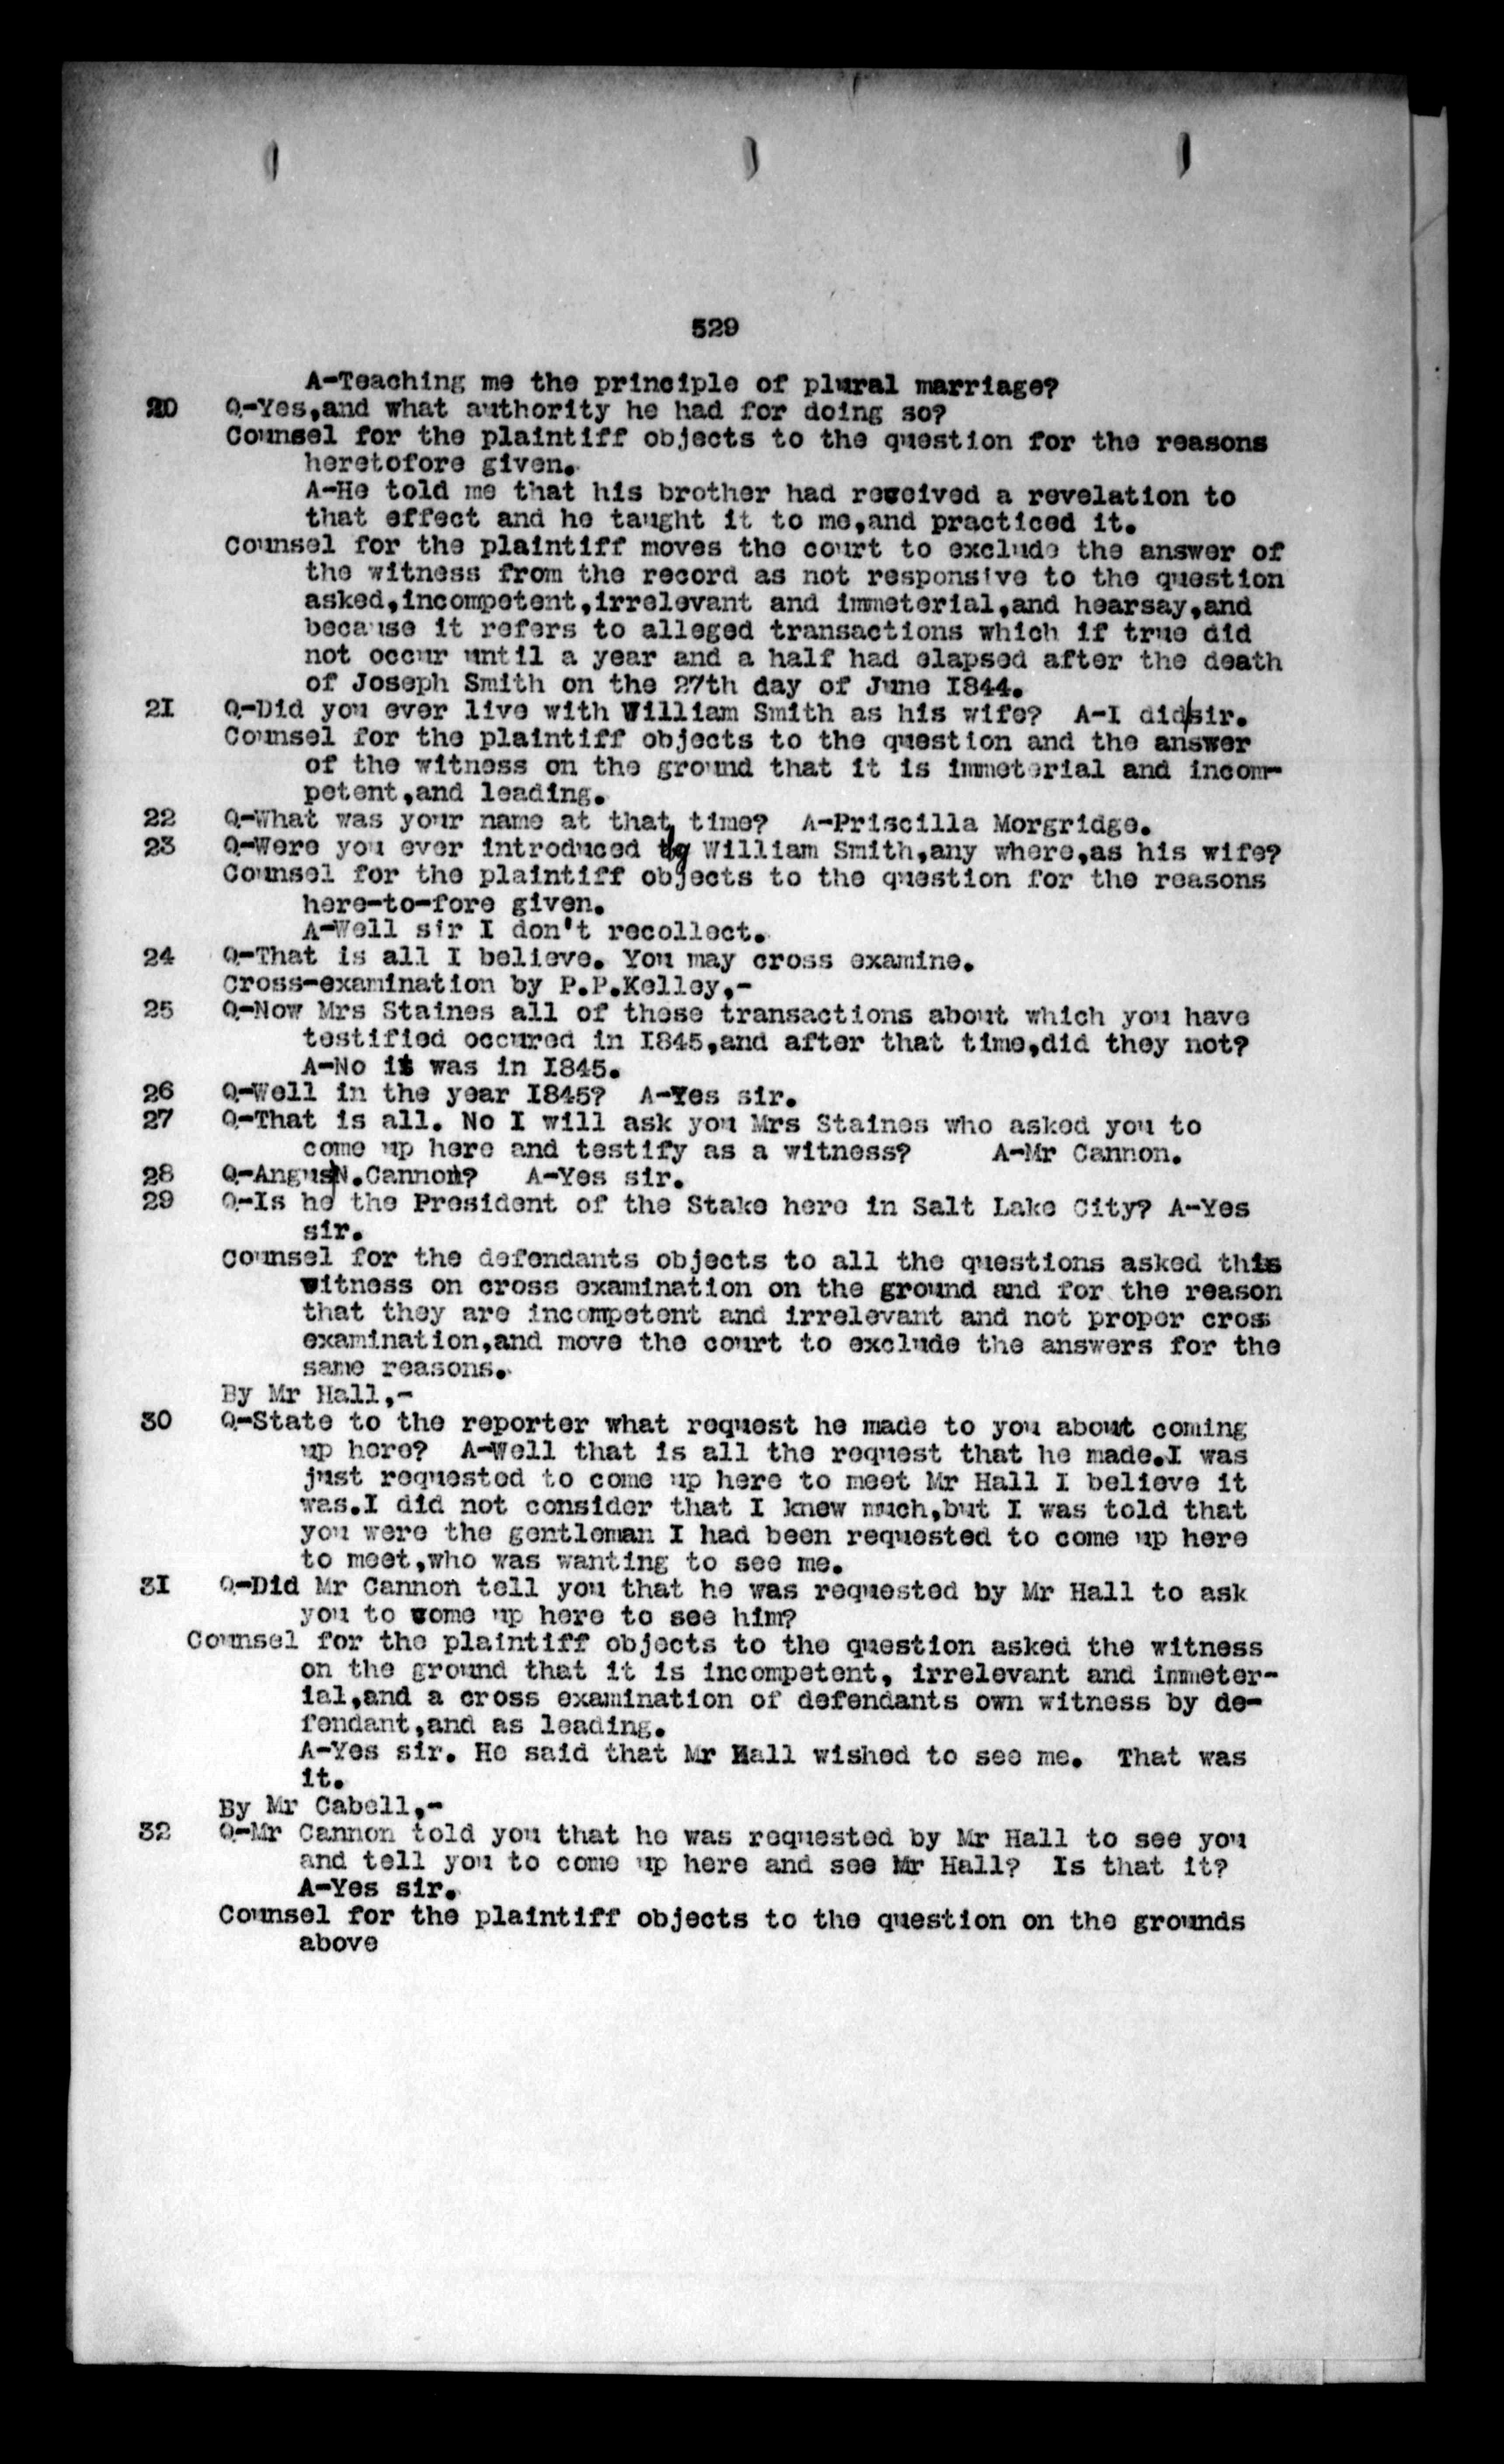 529
A-Teaching me the principle of plural marriage?
20 Q-Yes,and what authority he had for doing so?
Counsel for the plaintiff objects to the question for the reasons
heretofore given.
A-He told me that his brother had received a revelation to
that effect and he taught it to me,and practiced it.
Counsel for the plaintiff moves the court to exclude the answer of
the witness from the record as not responsive to the question
asked,incompetent,irrelevant and immeterial,and hearsay,and
because it refers to alleged transactions which if true did
not occur until a year and a half had elapsed after the death
of Joseph Smith on the 27th day of June I844.
2I Q-Did you ever live with William Smith as his wife? A-I did/sir.
Counsel for the plaintiff objects to the question and the answer
of the witness on the ground that it is immeterial and incom-
petent,and leading.
22 Q-What was your name at that time? A-Priscilla Morgridge.
23 Q-Were you ever introduced by William Smith,any where,as his wife?
Counsel for the plaintiff objects to the question for the reasons
here-to-fore given.
A-Well sir I don't recollect.
24 Q-That is all I believe. You may cross examine.
Cross-examination by P.P.Kelley,-
25 Q-Now Mrs Staines all of these transactions about which you have
testified occured in I845,and after that time,did they not?
A-No it was in I845.
26 Q-Well in the year I845? A-Yes sir.
27 Q-That is all. No I will ask you Mrs Staines who asked you to
come up here and testify as a witness? A-Mr Cannon.
28 Q-Angus N.Cannon? A-Yes sir.
29 Q-Is he the President of the Stake here in Salt Lake City? A-Yes
sir.
Counsel for the defendants objects to all the questions asked this
witness on cross examination on the ground and for the reason
that they are incompetent and irrelevant and not proper cros
examination,and move the court to exclude the answers for the
same reasons.
By Mr Hall,-
30 Q-State to the reporter what request he made to you about coming
up here? A-Well that is all the request that he made.I was
just requested to come up here to meet Mr Hall I believe it
was.I did not consider that I knew much,but I was told that
you were the gentleman I had been requested to come up here
to meet,who was wanting to see me.
3I Q-Did Mr Cannon tell you that he was requested by Mr Hall to ask
you to come up here to see him?
Counsel for the plaintiff objects to the question asked the witness
on the ground that it is incompetent, irrelevant and immeter-
ial,and a cross examination of defendants own witness by de-
fendant,and as leading.
A-Yes sir. He said that Mr Hall wished to see me. That was
it.
By Mr Cabell,-
32 Q-Mr Cannon told you that he was requested by Mr Hall to see you
and tell you to come up here and see Mr Hall? Is that it?
A-Yes sir.
Counsel for the plaintiff objects to the question on the grounds
above